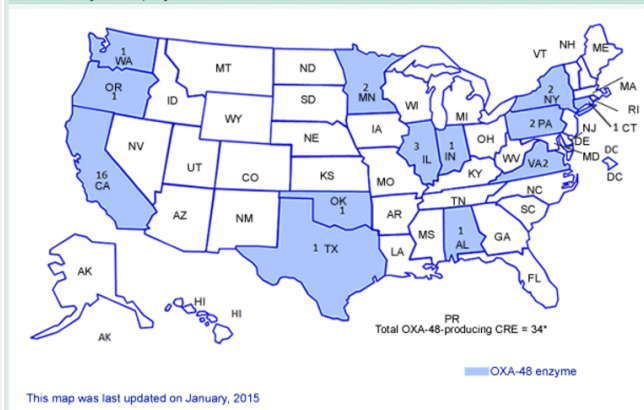 1
WA
OR
1
ID
MT
ND
SD
WY
NE
2
MN
WI
MI
IA
3
IL
1
IN
OH
2
NY
2 PA
VT
NH
ME
MA
RI
1 CT
NJ
DE
MD
DC
DC
WV
VA2
KY
NC
TN
SC
NV
UT
CO
KS
MO
16
CA
AZ
NM
OK
1
AR
1 TX
LA
MS
1
AL
GA
FL
AK
AK
HI
HI
PR
Total OXA-48-producing CRE = 34*
OXA-48 enzyme
This map was last updated on January, 2015